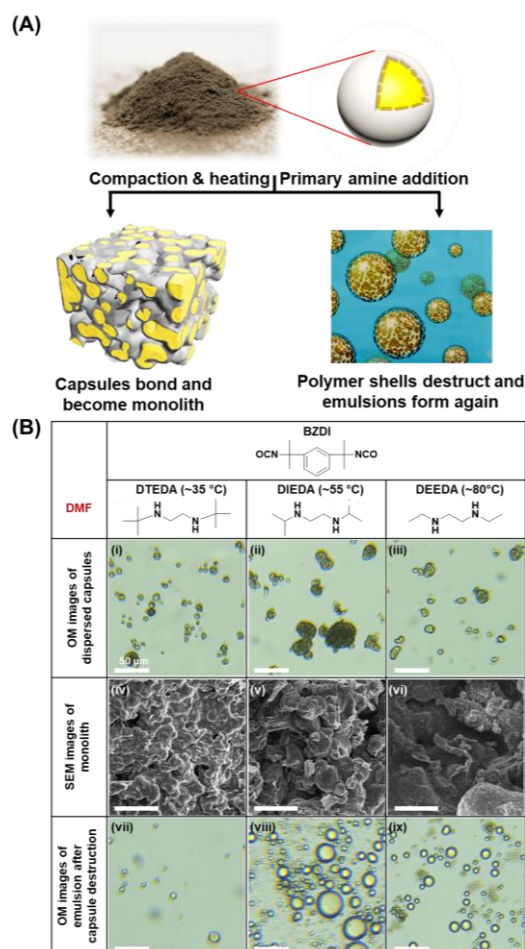 (A)
Compaction & heating Primary amine addition
Capsules bond and
become monolith
Polymer shells destruct and
emulsions form again
(B)
BZDI
OCN
NCO
DMF
DTEDA (~35 °C)
H
N
N
H
DIEDA (~55 °C)
H
N
N
H
DEEDA (~80°C)
H
N
N
H
OM images of
dispersed capsules
(i)
50 μm
(ii)
(iii)
SEM images of
monolith
(iv)
(v)
(vi)
OM images of
emulsion after
capsule destruction
(vii)
(viii)
(ix)